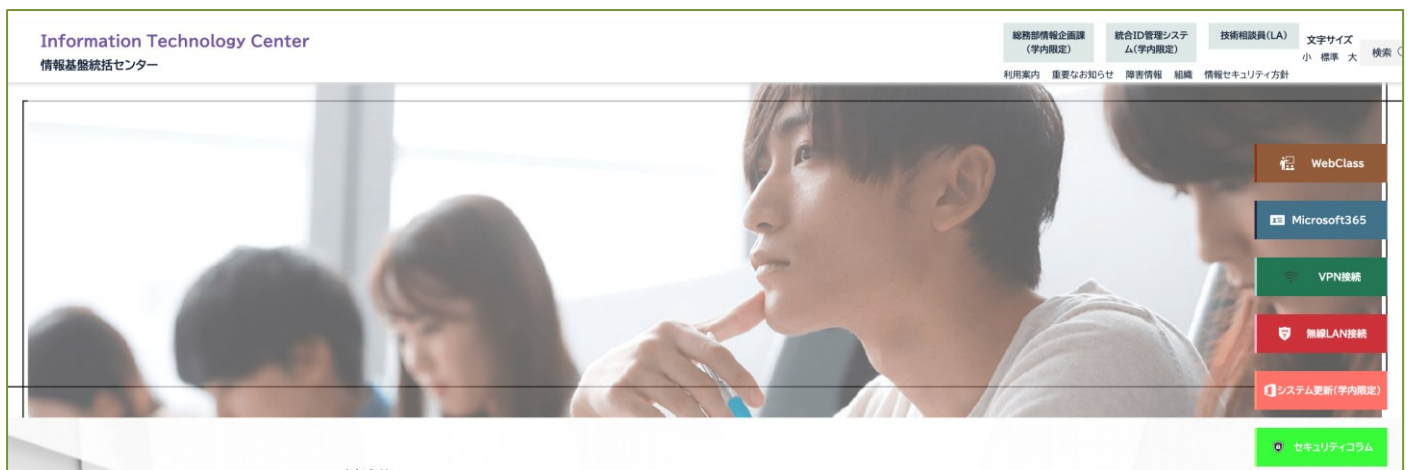 Information Technology Center
情報基盤統括センター
総務部情報企画課
（学内限定）
統合ID管理システ
ム（学内限定）
技術相談員（LA）
文字サイズ
小 標準 大
検索
利用案内 重要なお知らせ 障害情報 組織 情報セキュリティ方針
WebClass
Microsoft365
VPN接続
無線LAN接続
システム更新（学内限定）
セキュリティコラム